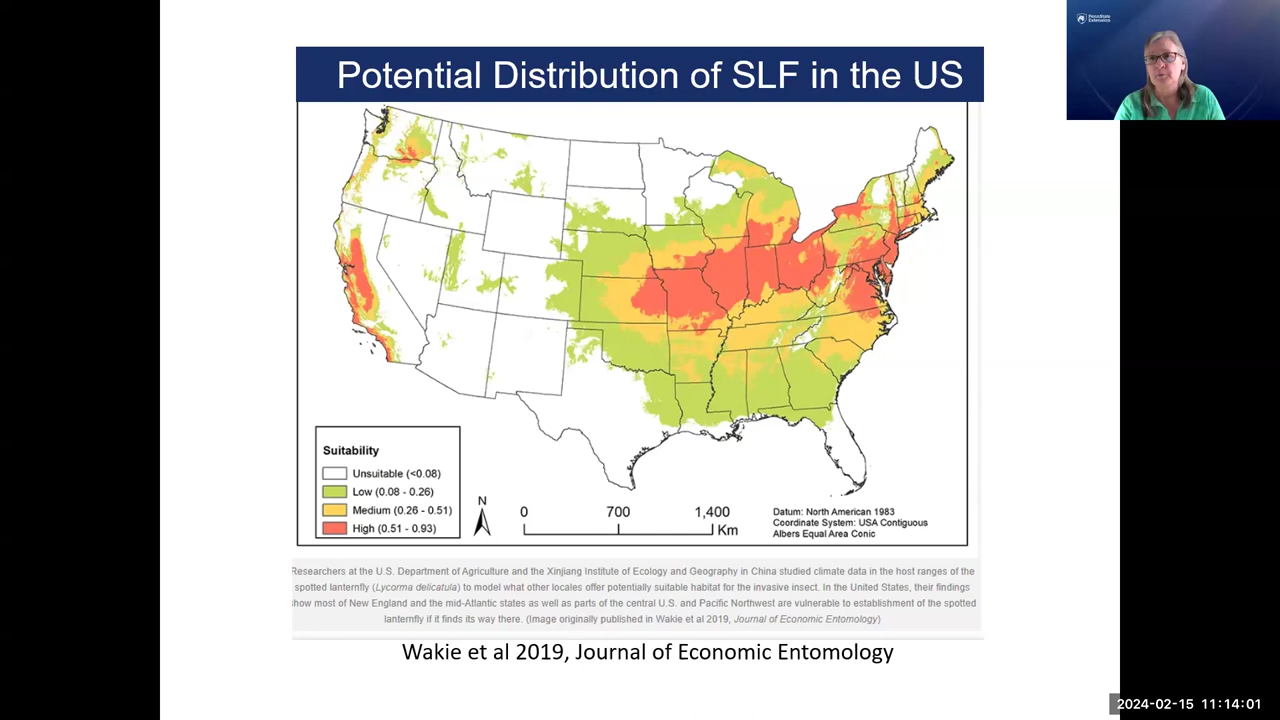 PennState
Extension
Potential Distribution of SLF in the US
Suitability
Unsuitable (<0.08)
Low (0.08 - 0.26)
Medium (0.26 - 0.51)
High (0.51 - 0.93)
N
0 700 1,400
Km
Datum: North American 1983
Coordinate System: USA Contiguous
Albers Equal Area Conic
Researchers at the U.S. Department of Agriculture and the Xinjiang Institute of Ecology and Geography in China studied climate data in the host ranges of the
spotted lanternfly (Lycorma delicatula) to model what other locales offer potentially suitable habitat for the invasive insect. In the United States, their findings
show most of New England and the mid-Atlantic states as well as parts of the central U.S. and Pacific Northwest are vulnerable to establishment of the spotted
lanternfly if it finds its way there. (Image originally published in Wakie et al 2019, Journal of Economic Entomology)
Wakie et al 2019, Journal of Economic Entomology
2024-02-15 11:14:01